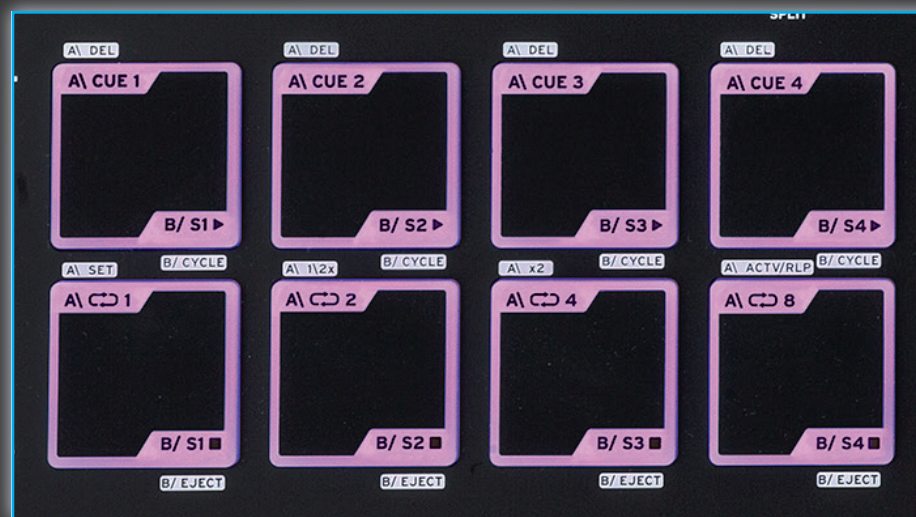 SPLIT
A\ DEL A\ DEL A\ DEL A\ DEL
A\ CUE 1 A\ CUE 2 A\ CUE 3 A\ CUE 4
B/ S1 ▶ B/ S2 ▶ B/ S3 ▶ B/ S4 ▶
B/ CYCLE B/ CYCLE B/ CYCLE B/ CYCLE
A\ SET A\ 1\2x A\ x2 A\ ACTV/RLP
A\ 1 A\ 2 A\ 4 A\ 8
B/ S1 ■ B/ S2 ■ B/ S3 ■ B/ S4 ■
B/ EJECT B/ EJECT B/ EJECT B/ EJECT